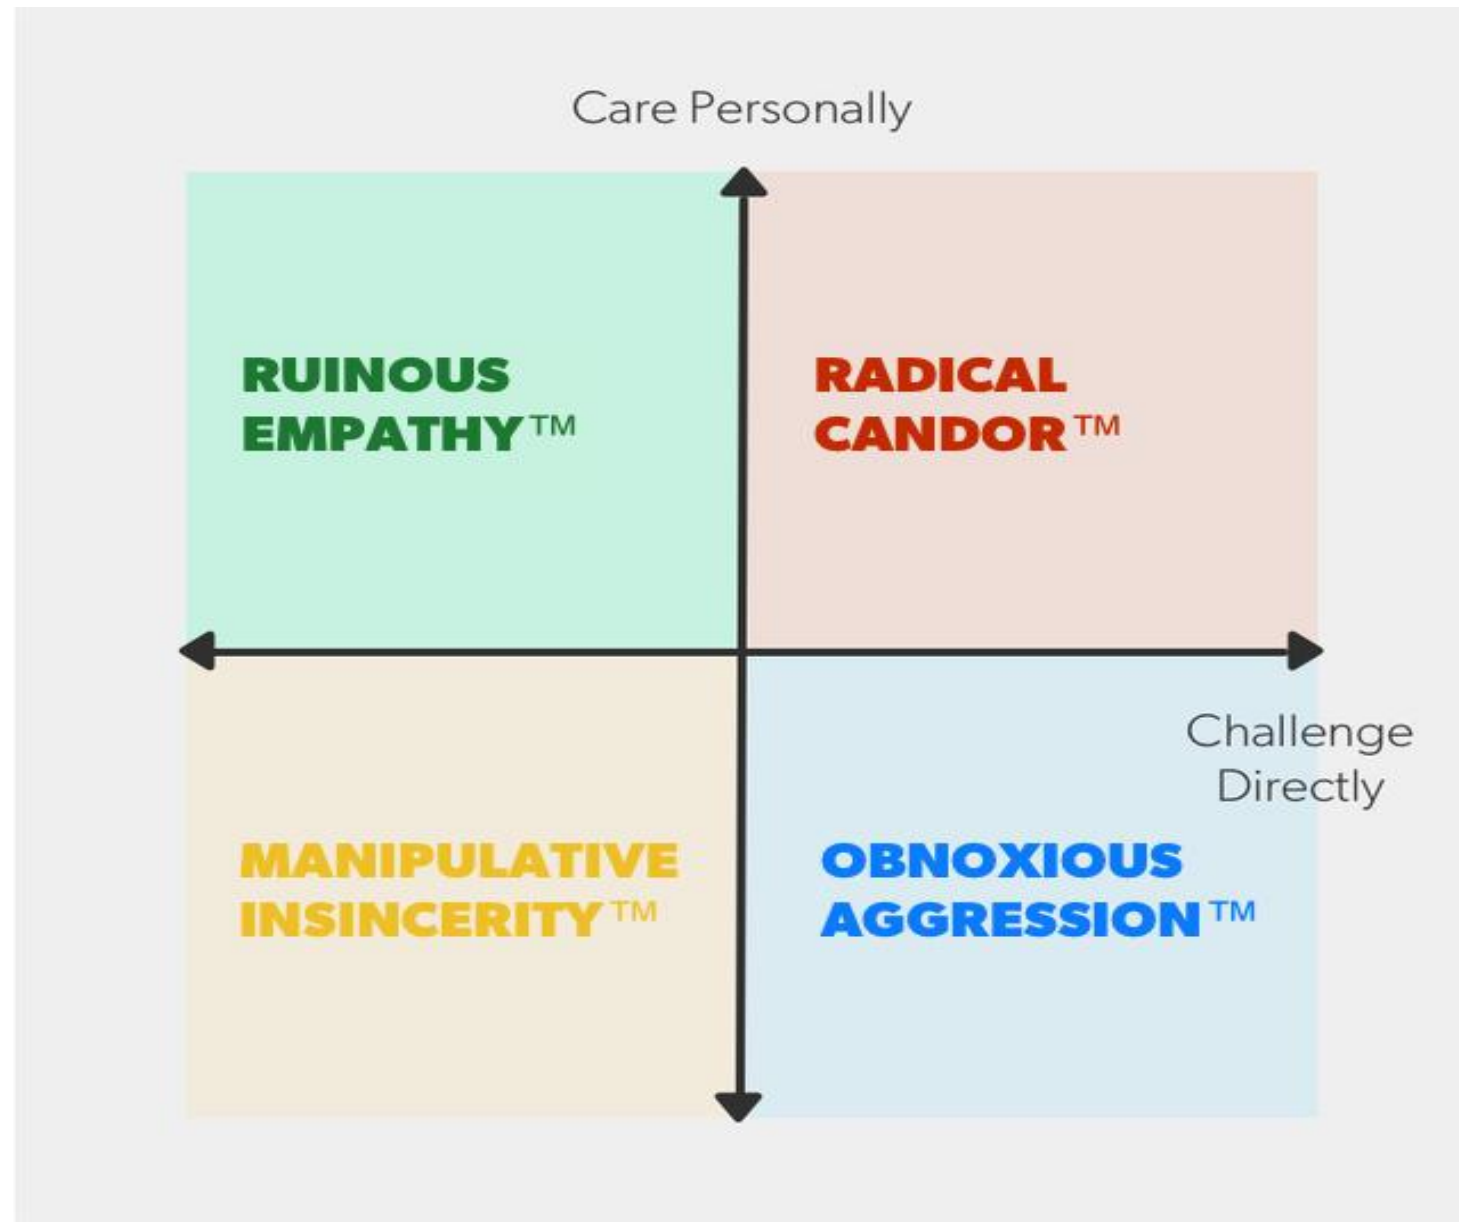 Care Personally
RUINOUS
EMPATHY™
RADICAL
CANDOR™
Challenge
Directly
MANIPULATIVE
INSINCERITY™
OBNOXIOUS
AGGRESSION™